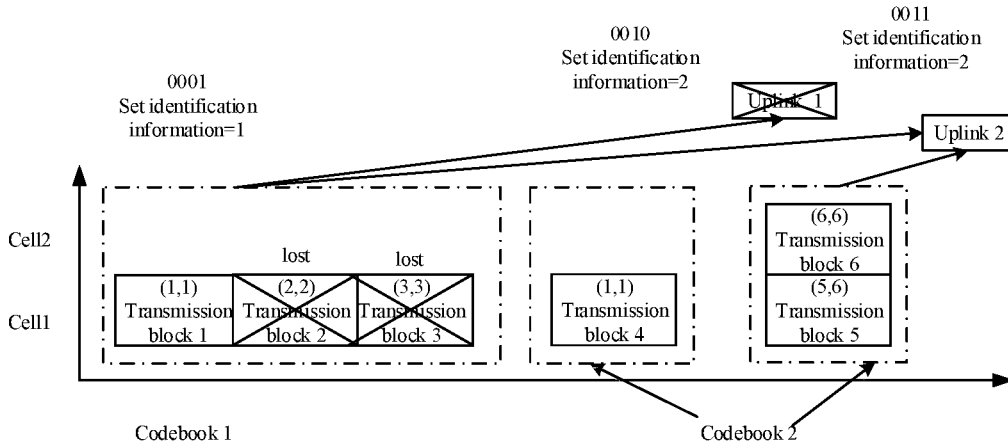 0001
Set identification
information=1
0010
Set identification
information=2
0011
Set identification
information=2
Uplink 1
Uplink 2
Cell2
Cell1
lost
lost
(1,1)
Transmission
block 1
(2,2)
Transmission
block 2
(3,3)
Transmission
block 3
(1,1)
Transmission
block 4
(6,6)
Transmission
block 6
(5,6)
Transmission
block 5
Codebook 1
Codebook 2